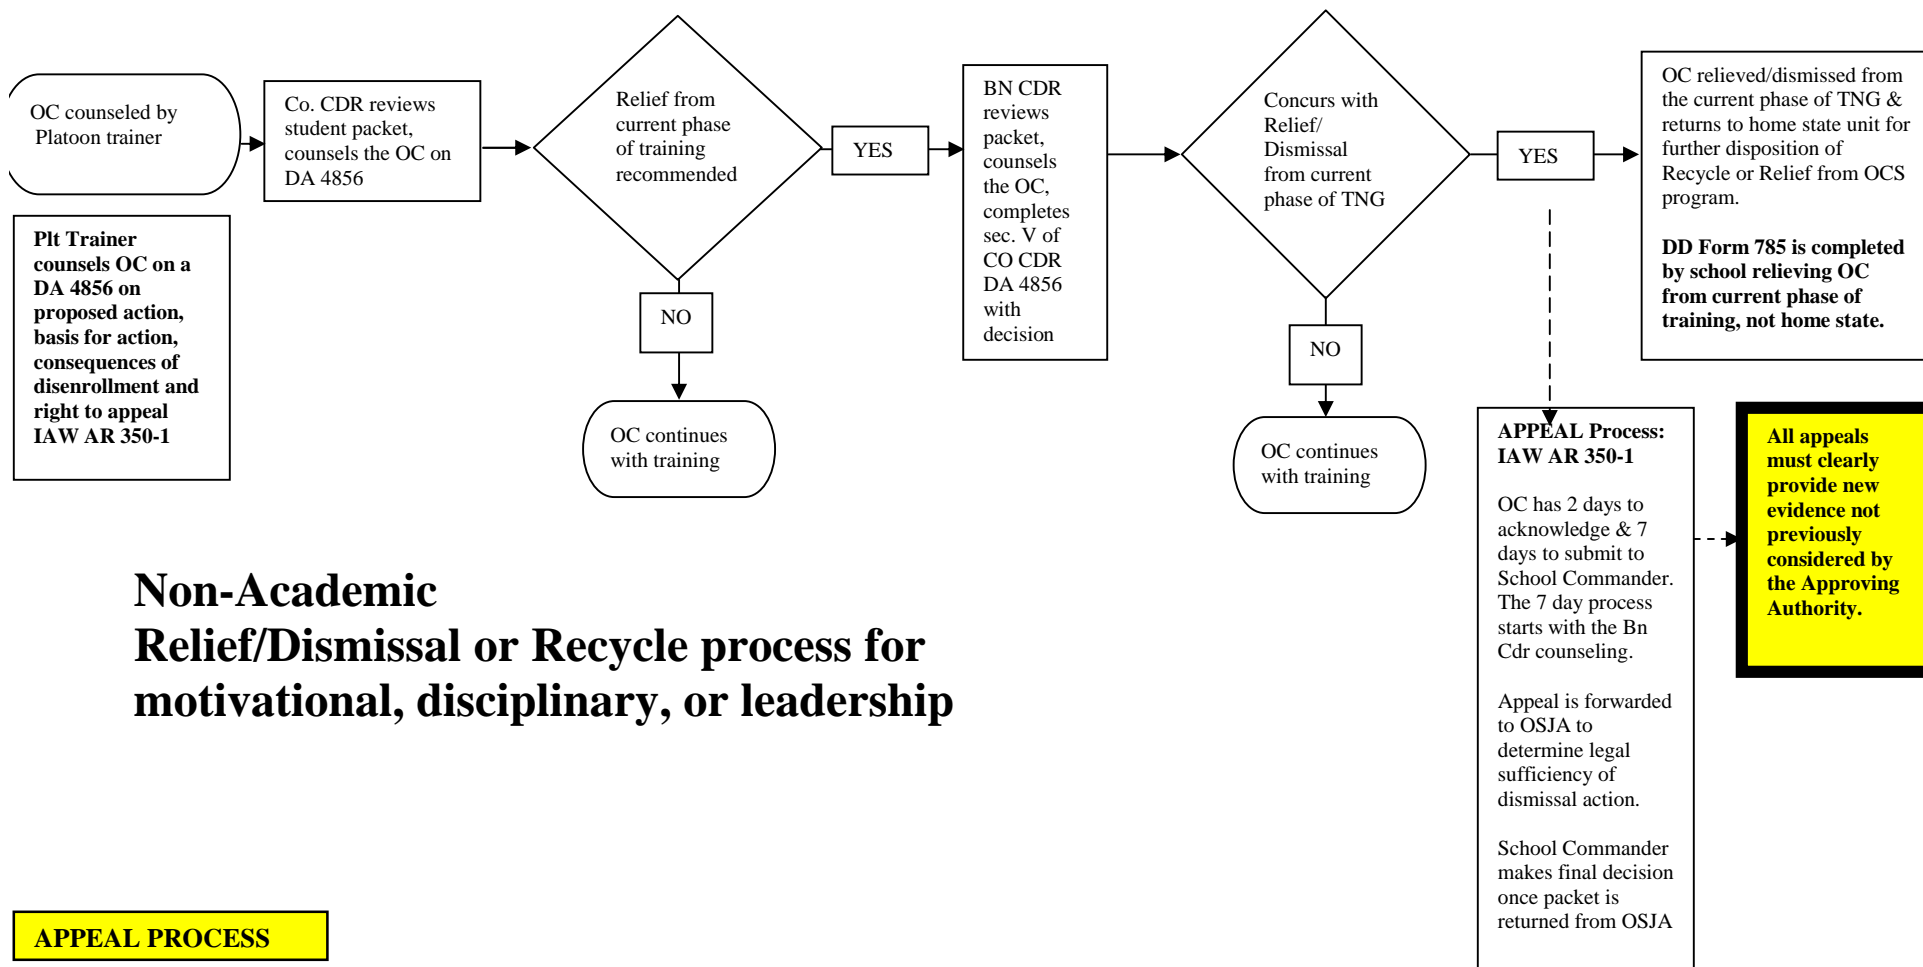 OC counseled by
Platoon trainer
Plt Trainer
counsels OC on a
DA 4856 on
proposed action,
basis for action,
consequences of
disenrollment and
right to appeal
IAW AR 350-1
Co. CDR reviews
student packet,
counsels the OC on
DA 4856
Relief from
current phase
of training
recommended
YES
NO
OC continues
with training
BN CDR
reviews
packet,
counsels
the OC,
completes
sec. V of
CO CDR
DA 4856
with
decision
Concurs with
Relief/
Dismissal
from current
phase of TNG
YES
NO
OC continues
with training
OC relieved/dismissed from
the current phase of TNG &
returns to home state unit for
further disposition of
Recycle or Relief from OCS
program.
DD Form 785 is completed
by school relieving OC
from current phase of
training, not home state.
APPEAL Process:
IAW AR 350-1
OC has 2 days to
acknowledge & 7
days to submit to
School Commander.
The 7 day process
starts with the Bn
Cdr counseling.
Appeal is forwarded
to OSJA to
determine legal
sufficiency of
dismissal action.
School Commander
makes final decision
once packet is
returned from OSJA
All appeals
must clearly
provide new
evidence not
previously
considered by
the Approving
Authority.
Non-Academic
Relief/Dismissal or Recycle process for
motivational, disciplinary, or leadership
APPEAL PROCESS